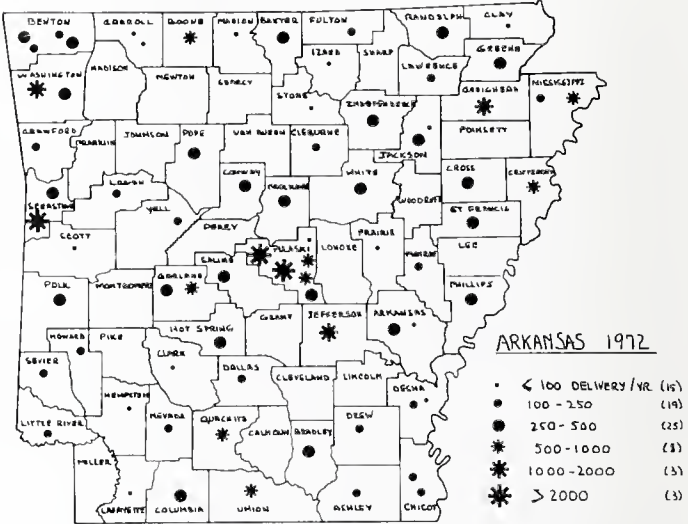 BENTON CARROLL BOONE MARION BAXTER FULTON RANDOLPH CLAY
IZARD SHARP LAWRENCE GREENE
WASHINGTON MADISON NEWTON SEARCY STONE INDEPENDENCE CRAIGHEAD MISSISSIPPI
CRAWFORD FRANKLIN JOHNSON POPE VAN BUREN CLEBURNE JACKSON POINSETT
LOGAN CONWAY FAULKNER WHITE WOODRUFF CROSS CRITTENDEN
SEBASTIAN YELL ST FRANCIS
SCOTT PERRY PULASKI LONOKE PRAIRIE MONROE LEE
POLK MONTGOMERY GARLAND SALINE PHILLIPS
HOT SPRING GRANT JEFFERSON ARKANSAS
HOWARD PIKE CLARK
SEVIER DALLAS CLEVELAND LINCOLN DESHA
HEMPSTEAD
LITTLE RIVER NEVADA OUACHITA CALHOUN BRADLEY DREW
MILLER
LAFAYETTE COLUMBIA UNION ASHLEY CHICOT
ARKANSAS 1972
< 100 DELIVERY/YR. (15)
100 - 250 (19)
250 - 500 (25)
500 - 1000 (8)
1000 - 2000 (3)
> 2000 (3)